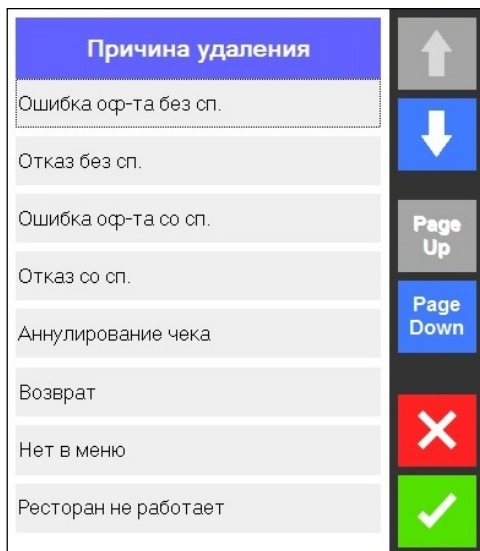 Причина удаления
Ошибка оф-та без сп.
Отказ без сп.
Ошибка оф-та со сп.
Отказ со сп.
Аннулирование чека
Возврат
Нет в меню
Ресторан не работает
Page
Up
Page
Down